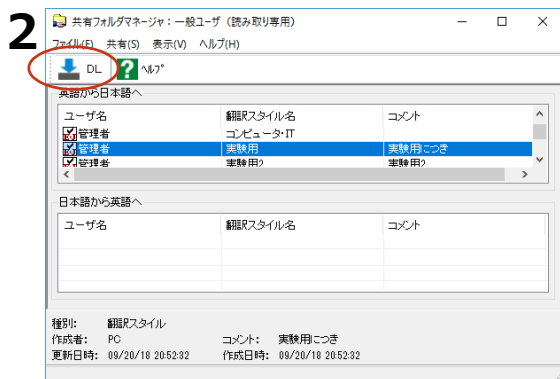 2
共有フォルダマネージャ：一般ユーザ（読み取り専用）
ファイル(F) 共有(S) 表示(V) ヘルプ(H)
DL ? ヘルプ
英語から日本語へ
ユーザ名 翻訳スタイル名 コメント
管理者 コンピュータ・IT
管理者 実験用 実験用につき
管理者 実験用2 実験用2
日本語から英語へ
ユーザ名 翻訳スタイル名 コメント
種別: 翻訳スタイル
作成者: PC コメント: 実験用につき
更新日時: 09/20/18 20:52:32 作成日時: 09/20/18 20:52:32